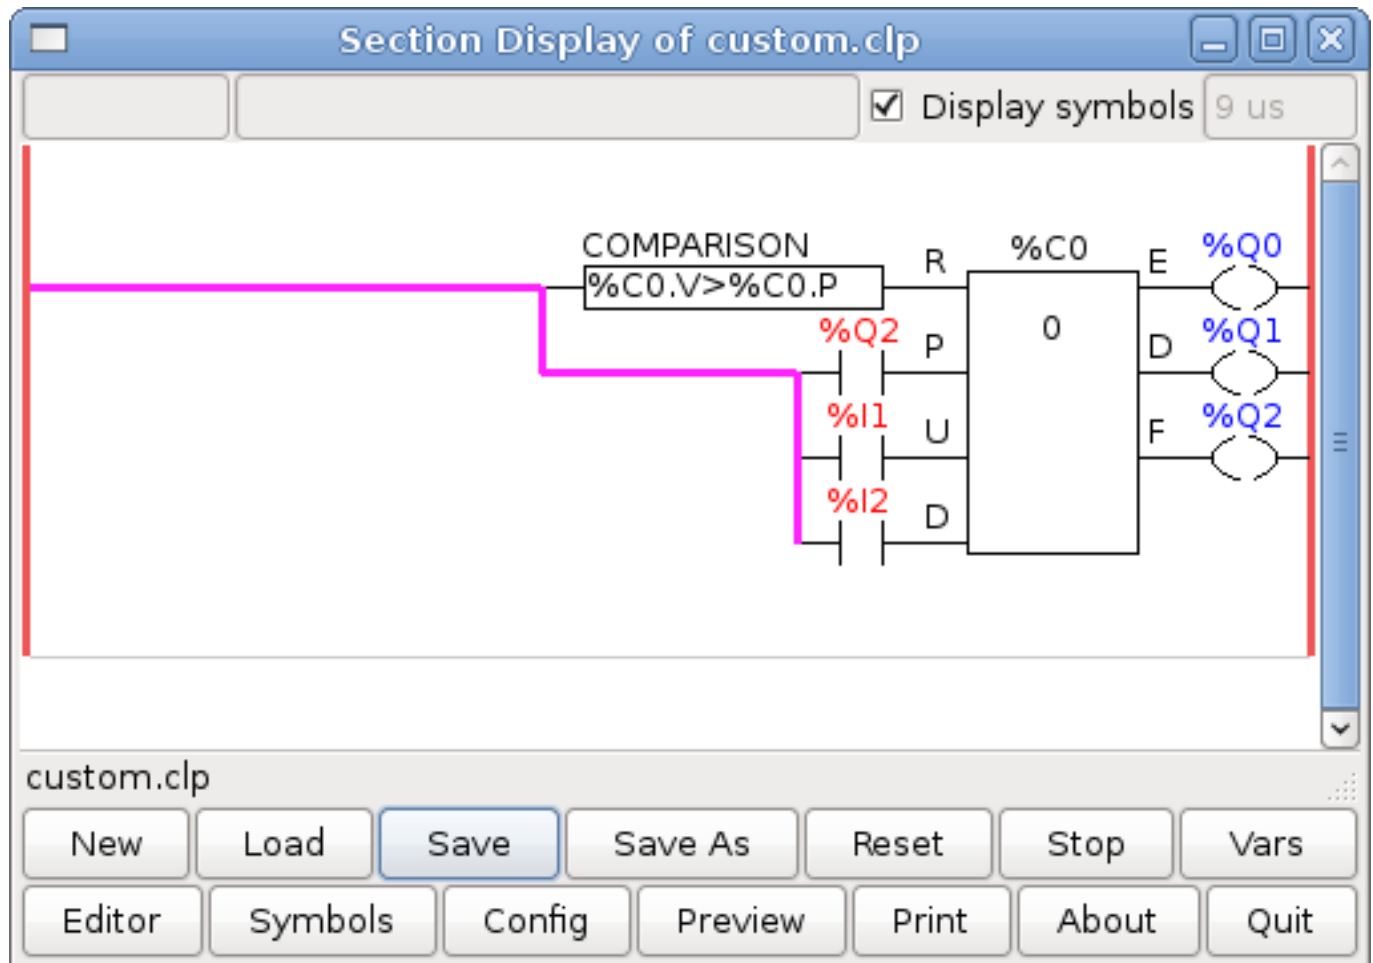 Section Display of custom.clp
Display symbols 9 us
COMPARISON R %C0 E %Q0
%C0.V>%C0.P
%Q2 P 0 D %Q1
%I1 U F %Q2
%I2 D
custom.clp
New Load Save Save As Reset Stop Vars
Editor Symbols Config Preview Print About Quit